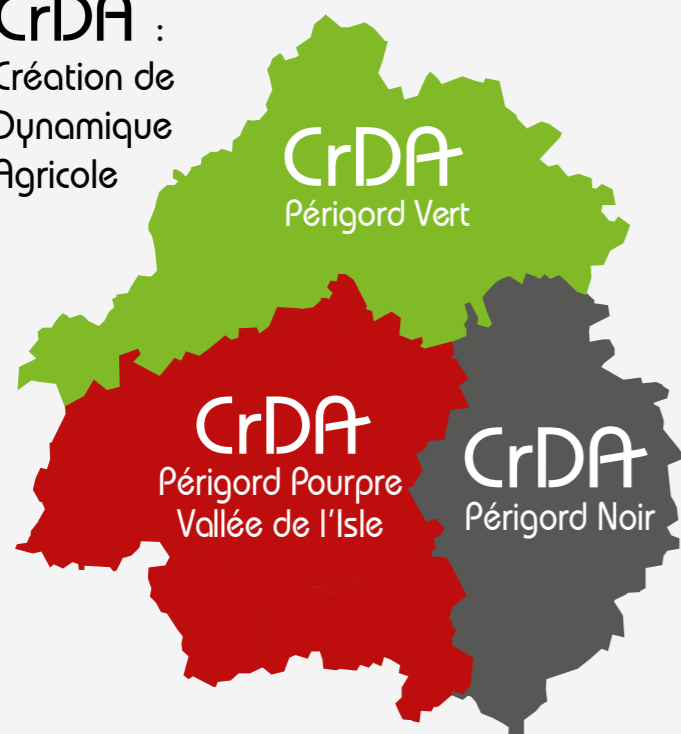 CrDA :
Création de
Dynamique
Agricole
CrDA
Périgord Vert
CrDA
Périgord Pourpre
Vallée de l'Isle
CrDA
Périgord Noir